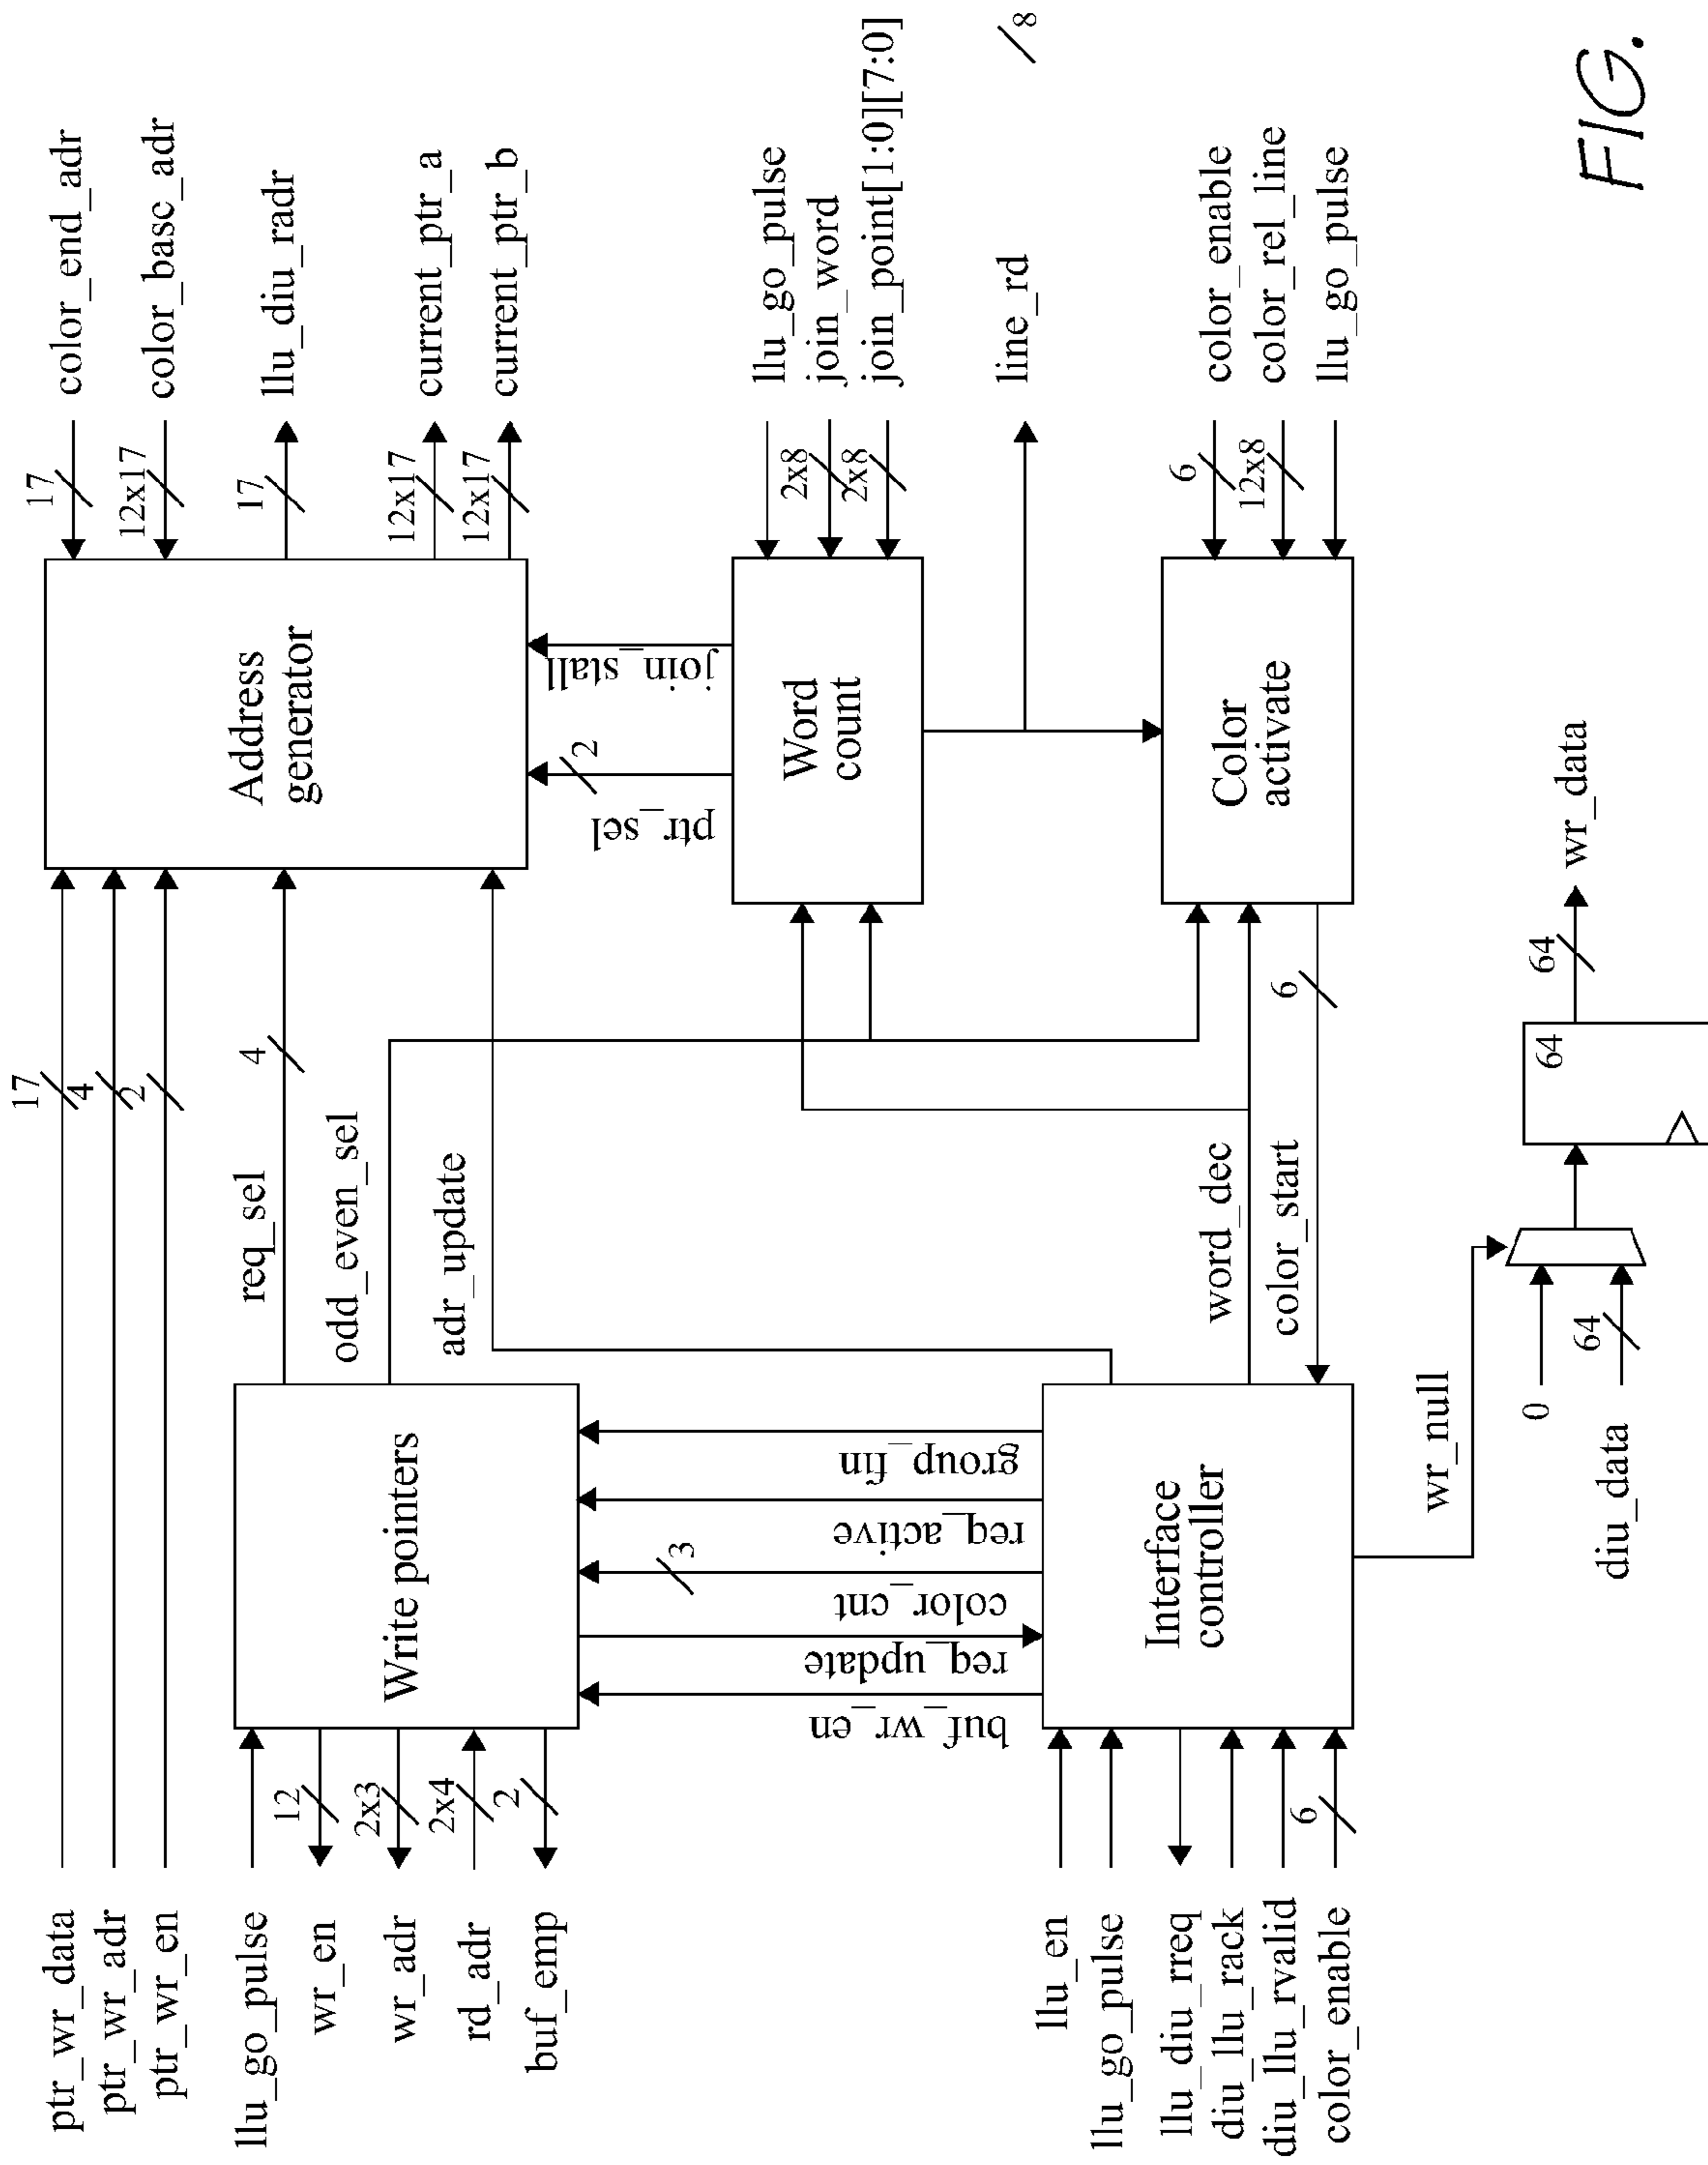 ptr_wr_data
ptr_wr_adr
ptr_wr_en
17
4
2
color_end_adr
17
color_base_adr
12x17
llu_diu_radr
17
current_ptr_a
12x17
current_ptr_b
12x17
Address
generator
req_sel
4
odd_even_sel
adr_update
llu_go_pulse
wr_en
12
wr_adr
2x3
rd_adr
2x4
buf_emp
2
Write pointers
ptr_sel
2
join_stall
Word
count
llu_go_pulse
join_word
2x8
join_point[1:0][7:0]
2x8
line_rd
8
buf_wr_en
req_update
color_cnt
3
req_active
group_fin
llu_en
llu_go_pulse
llu_diu_rreq
diu_llu_rack
diu_llu_rvalid
color_enable
6
Interface
controller
word_dec
color_start
6
Color
activate
color_enable
6
color_rel_line
12x8
llu_go_pulse
wr_null
0
diu_data
64
64
64
wr_data
FIG.